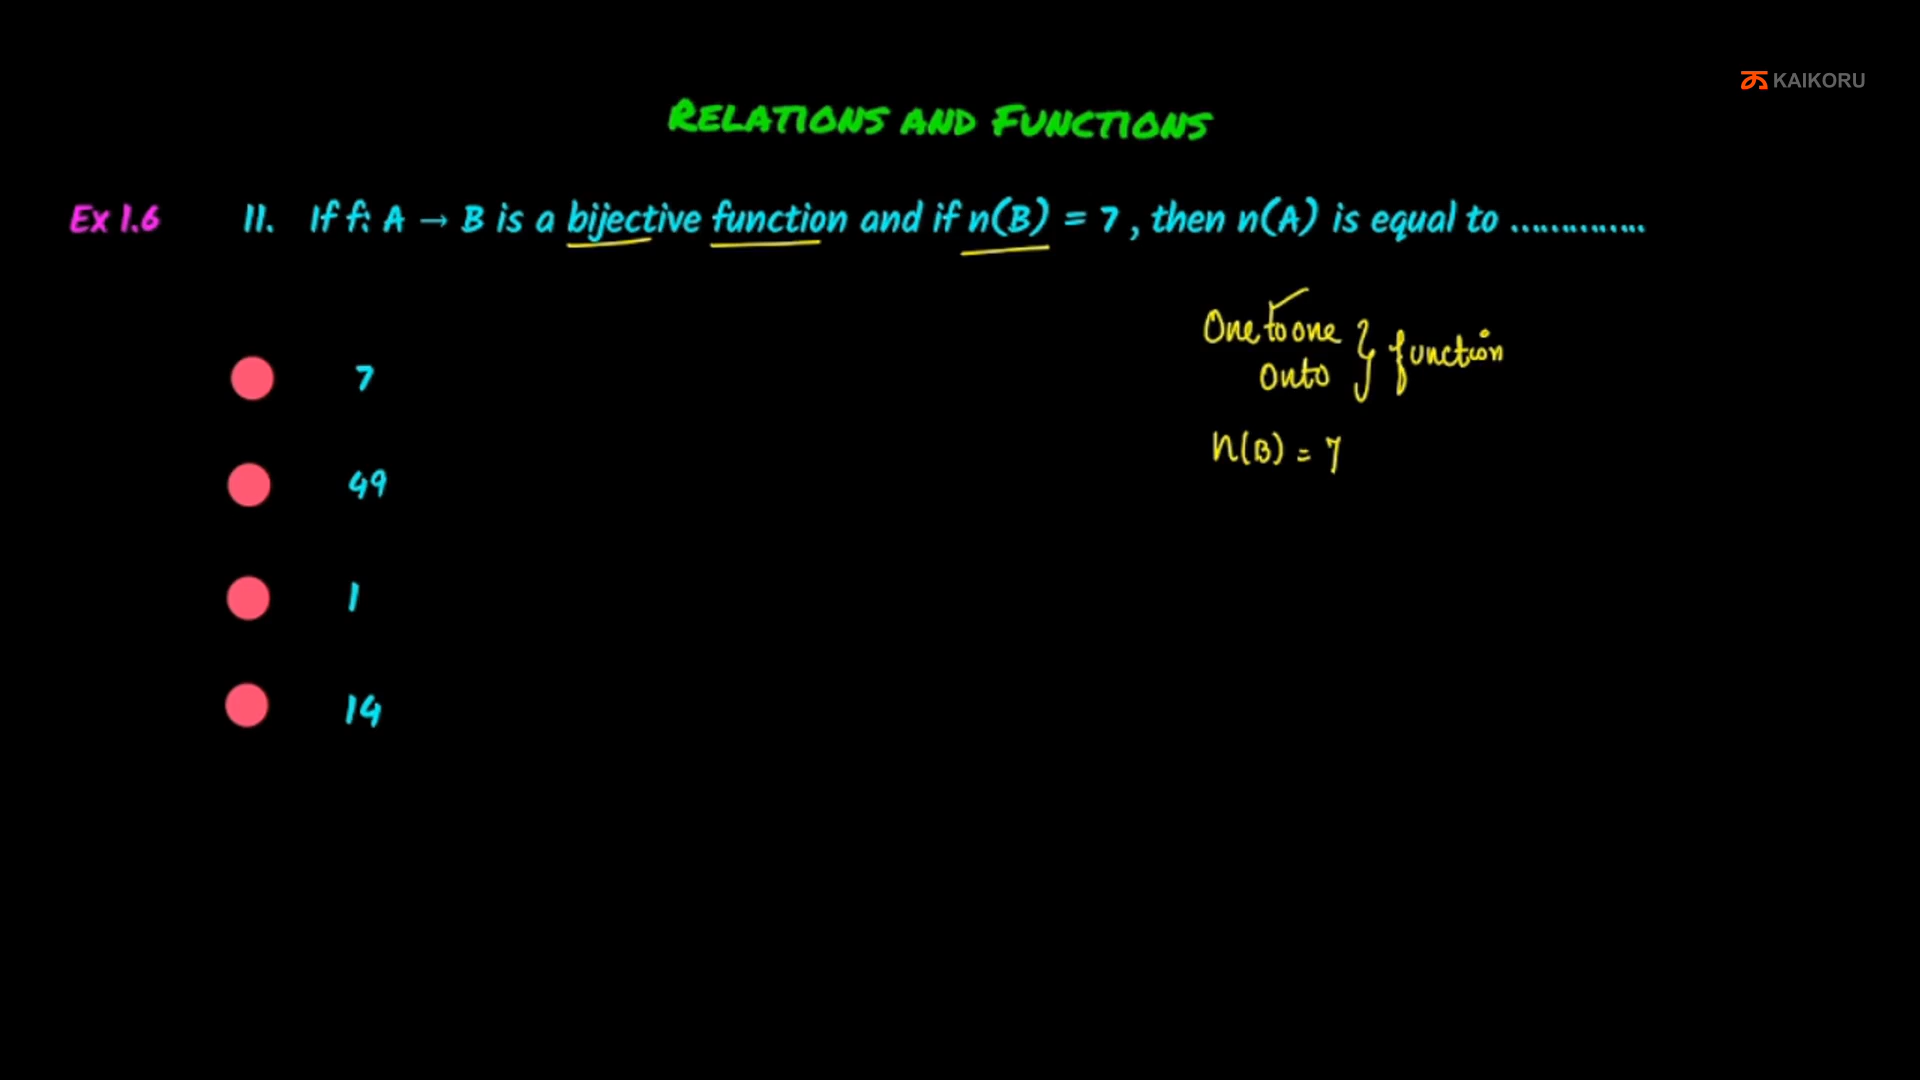 KAIKORU
RELATIONS AND FUNCTIONS
Ex 1.6 11. If f: A → B is a bijective function and if n(B) = 7 , then n(A) is equal to ..............
One to one
Onto } function
n(B) = 7
7
49
1
14